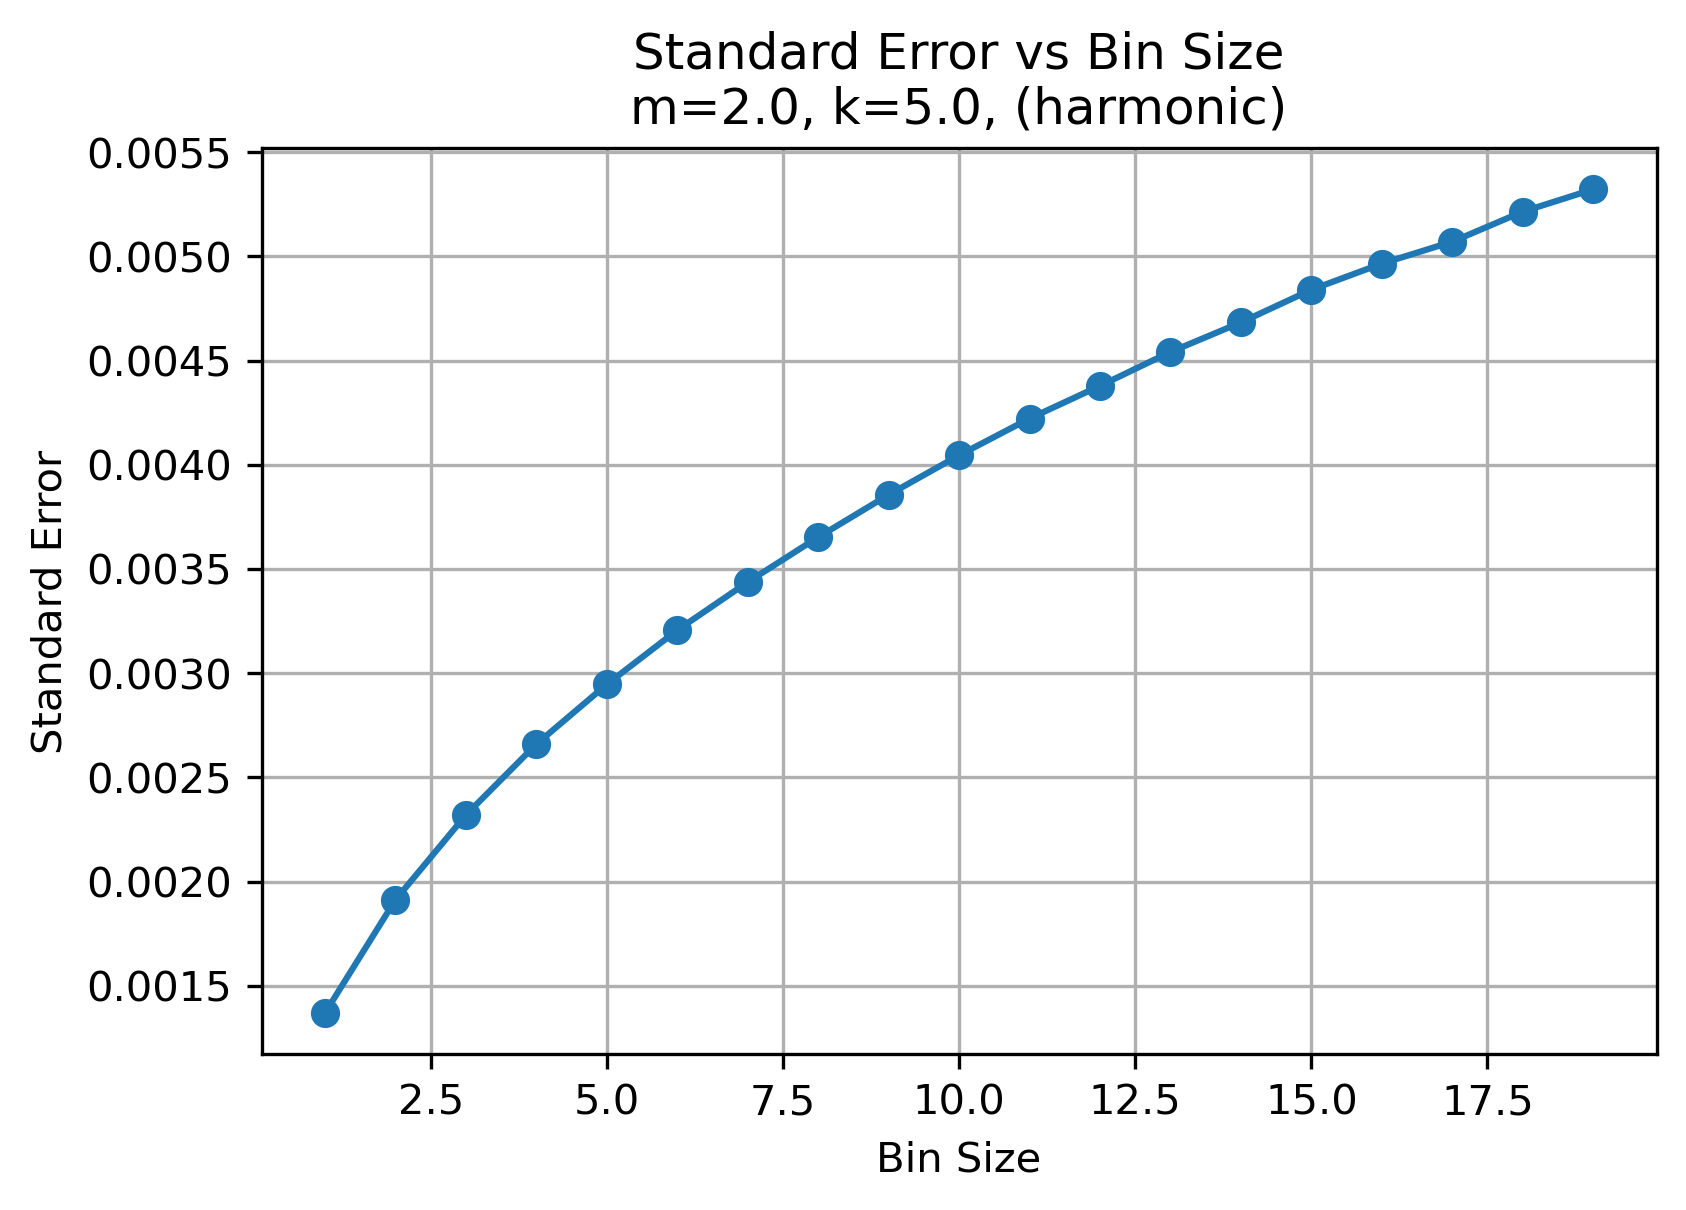 Standard Error vs Bin Size
m=2.0, k=5.0, (harmonic)
0.0055
0.0050
0.0045
0.0040
0.0035
0.0030
0.0025
0.0020
0.0015
Standard Error
2.5 5.0 7.5 10.0 12.5 15.0 17.5
Bin Size